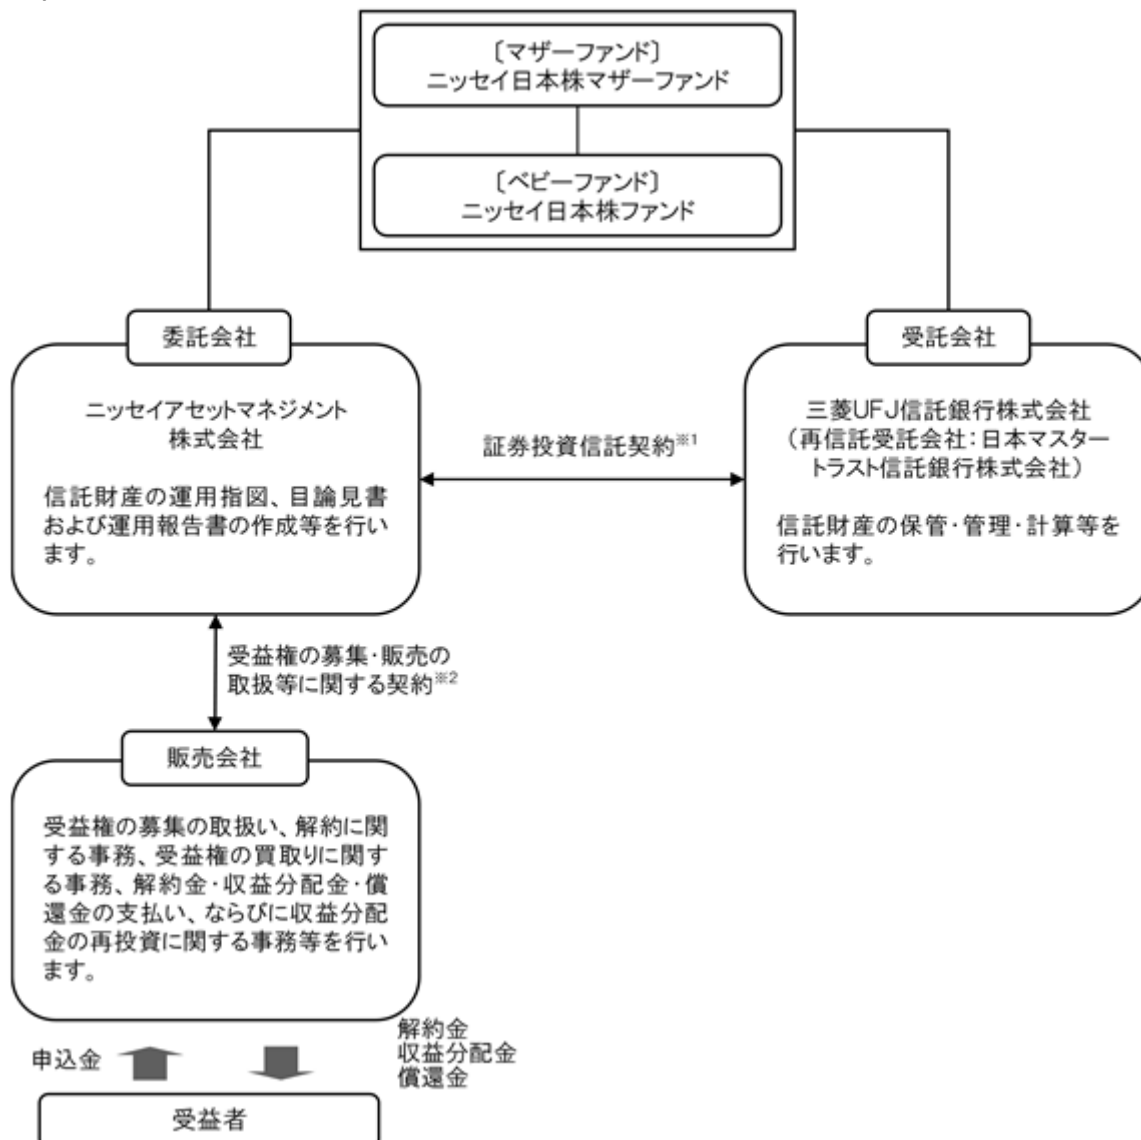 〔マザーファンド〕
ニッセイ日本株マザーファンド
〔ベビーファンド〕
ニッセイ日本株ファンド
委託会社
ニッセイアセットマネジメント
株式会社
信託財産の運用指図、目論見書
および運用報告書の作成等を行い
ます。
証券投資信託契約※1
受託会社
三菱UFJ信託銀行株式会社
（再信託受託会社：日本マスター
トラスト信託銀行株式会社）
信託財産の保管・管理・計算等を
行います。
受益権の募集・販売の
取扱等に関する契約※2
販売会社
受益権の募集の取扱い、解約に関
する事務、受益権の買取りに関す
る事務、解約金・収益分配金・償
還金の支払い、ならびに収益分配
金の再投資に関する事務等を行い
ます。
申込金
解約金
収益分配金
償還金
受益者